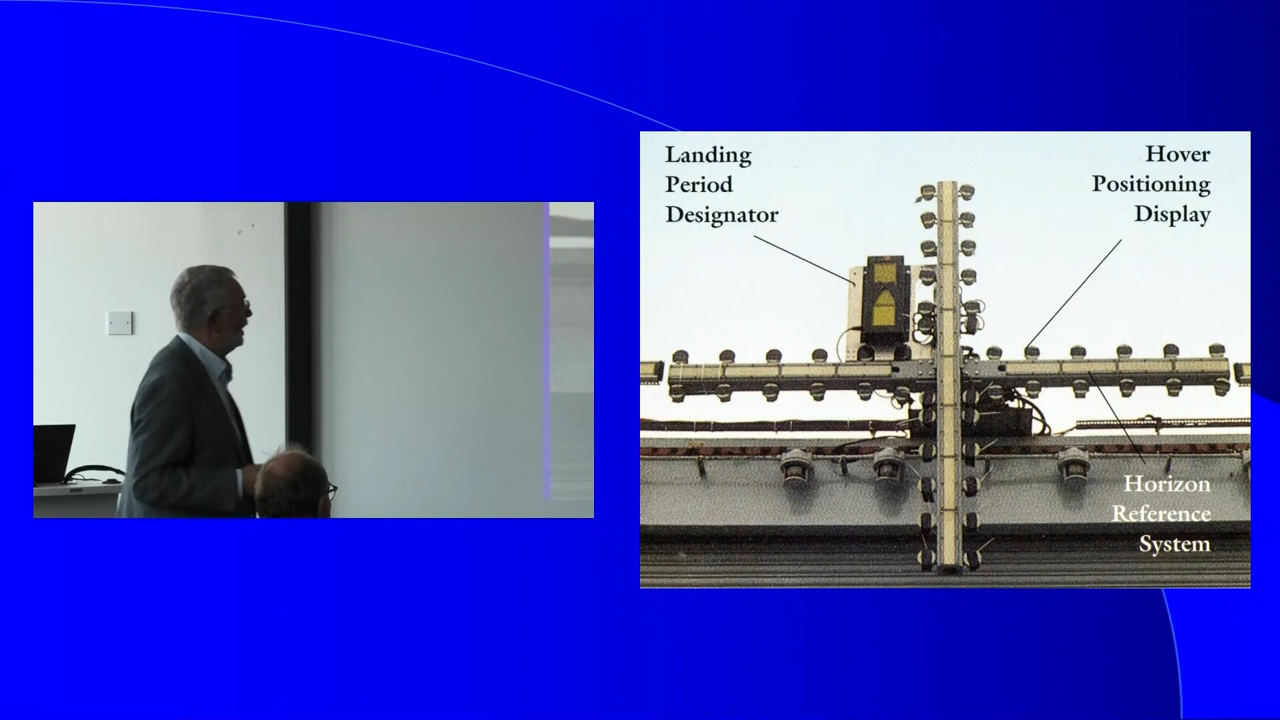 Landing
Period
Designator
Hover
Positioning
Display
Horizon
Reference
System